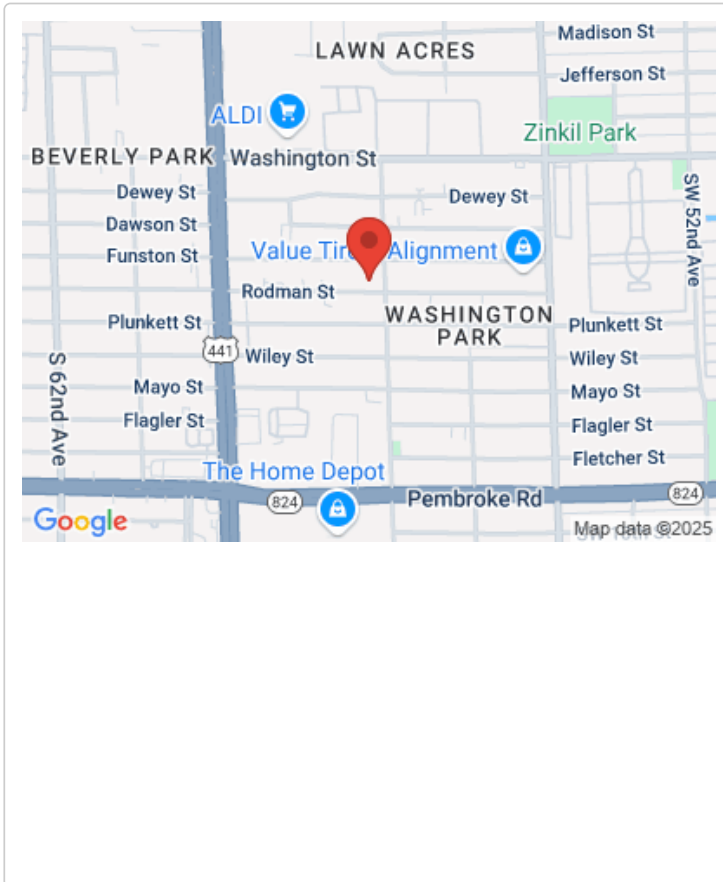 Madison St
LAWN ACRES
Jefferson St
ALDI
Zinkil Park
BEVERLY PARK
Washington St
Dewey St
Dewey St
SW 52nd Ave
Dawson St
Value Tire Alignment
Funston St
Rodman St
WASHINGTON
PARK
Plunkett St
Plunkett St
441
Wiley St
Wiley St
S 62nd Ave
Mayo St
Mayo St
Flagler St
Flagler St
Fletcher St
The Home Depot
824
Pembroke Rd
824
Google
Map data ©2025